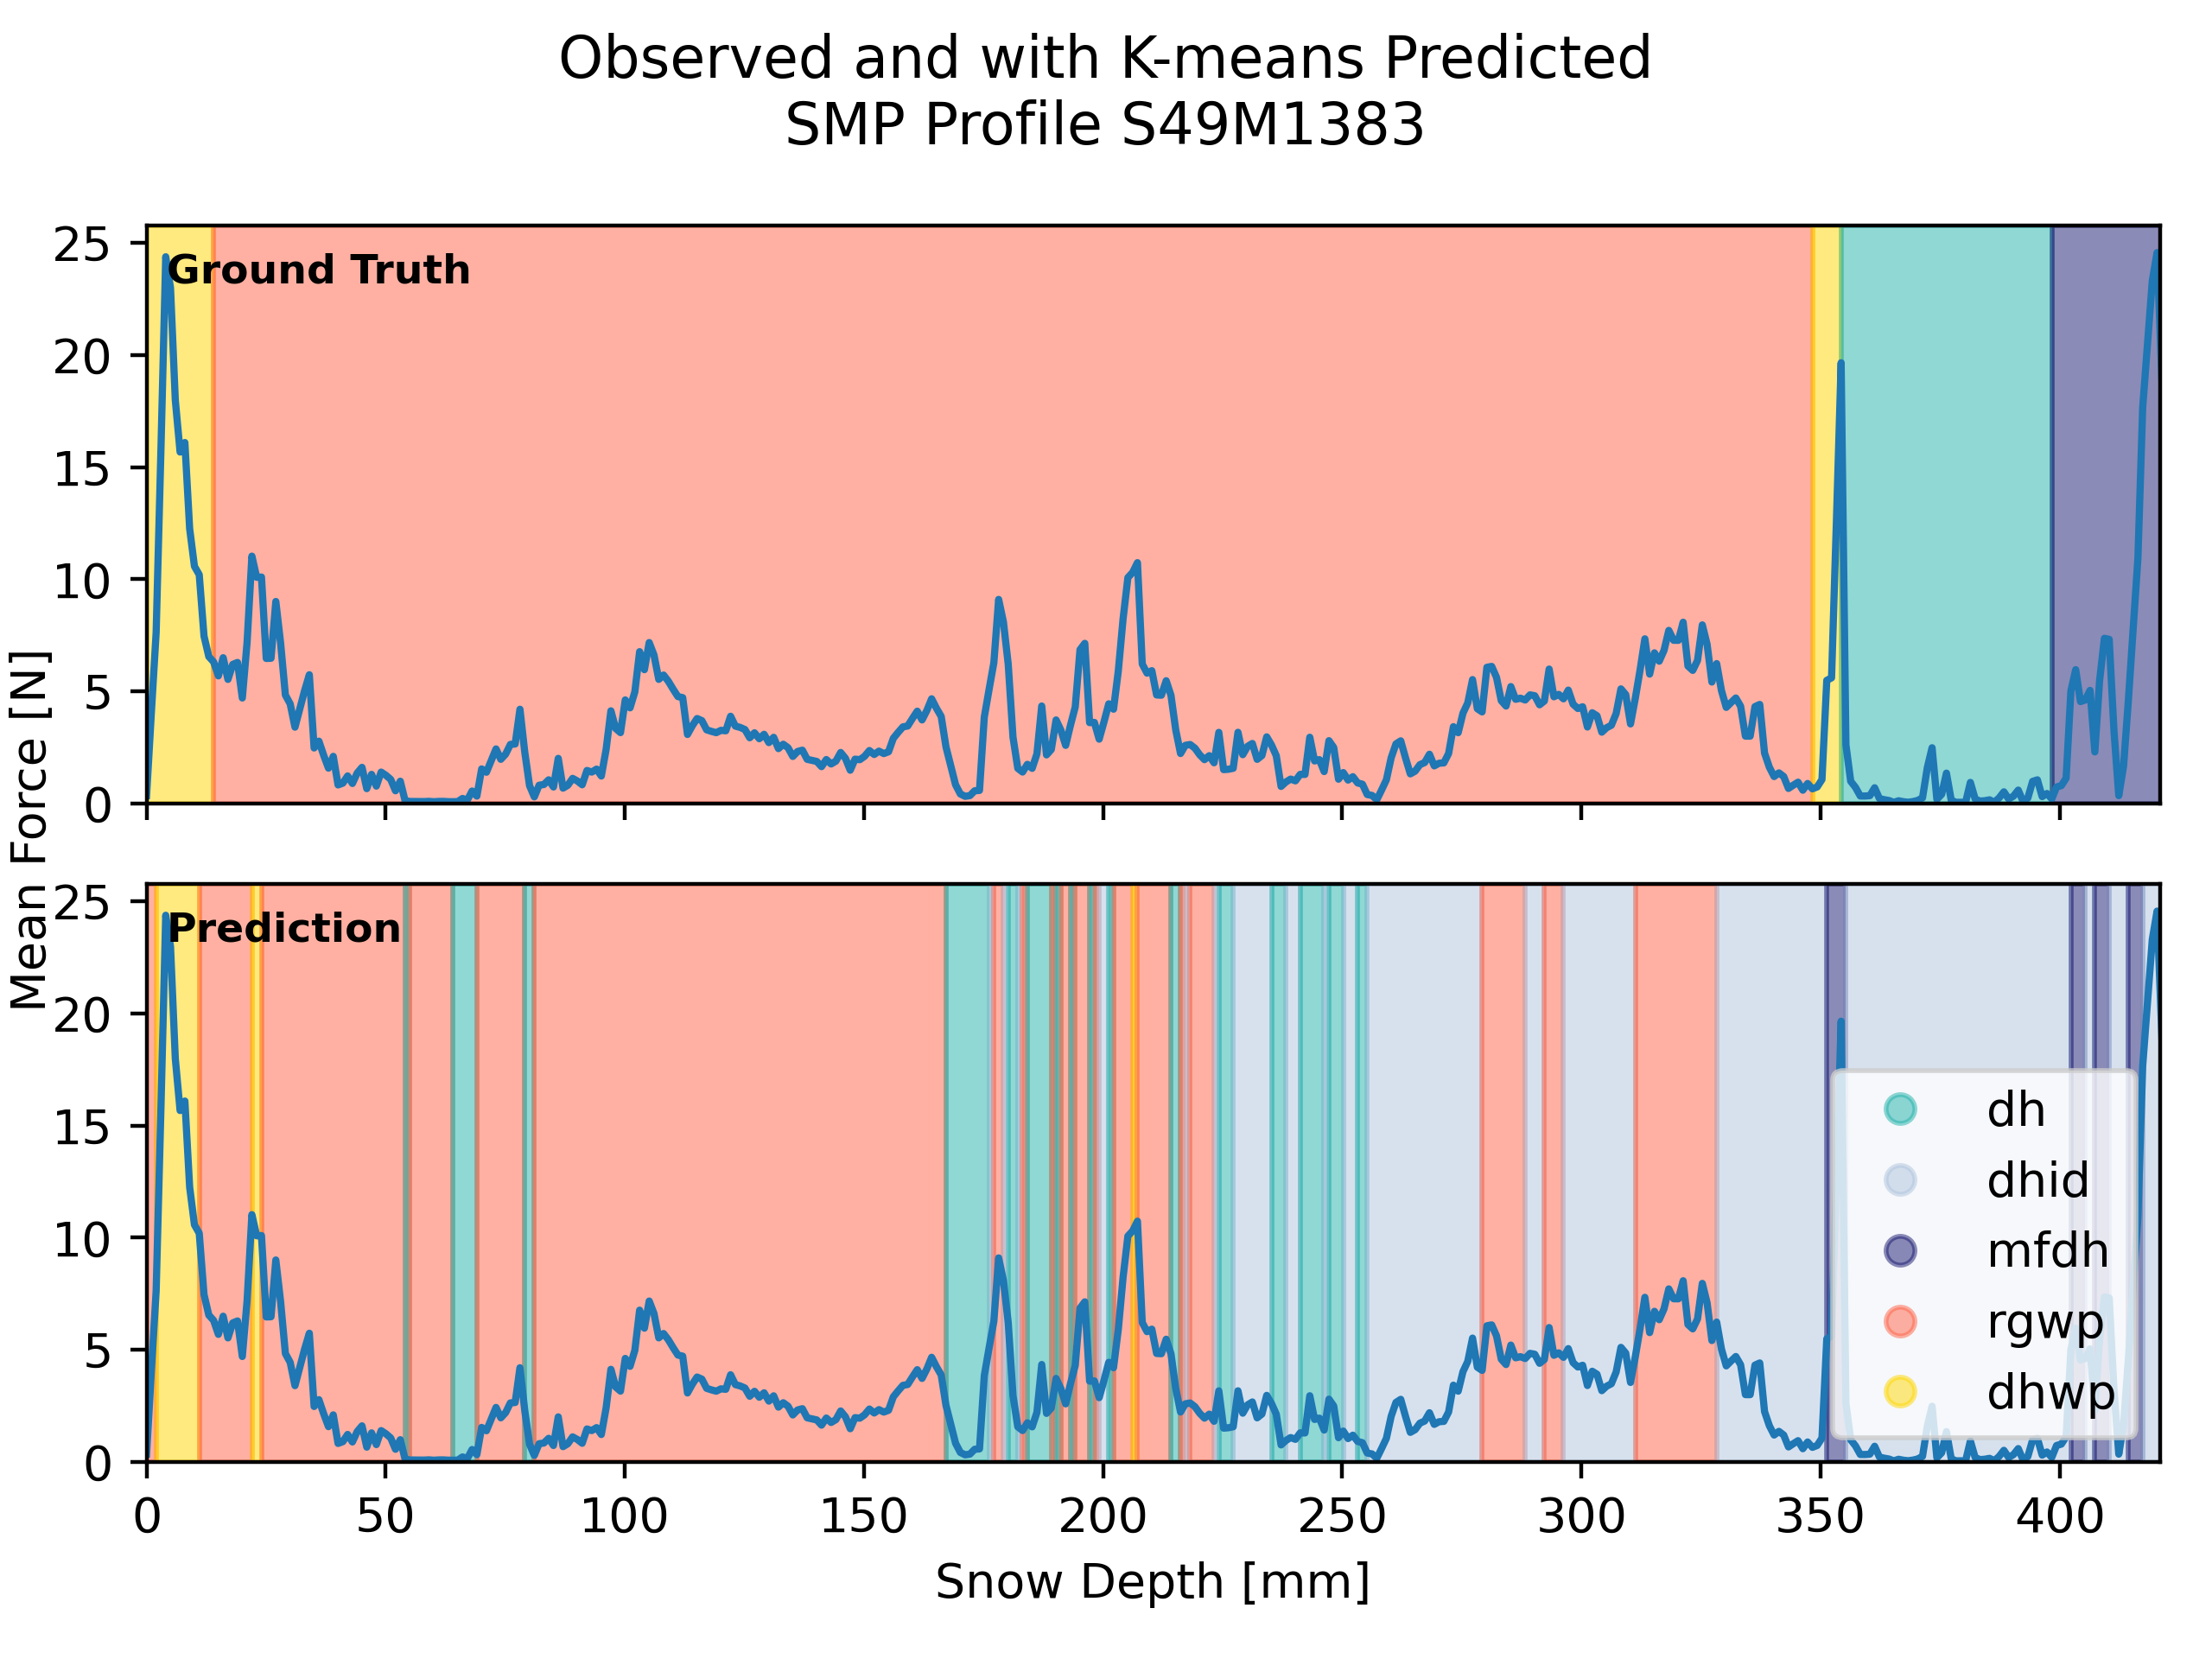 Observed and with K-means Predicted
SMP Profile S49M1383
Mean Force [N]
25
20
15
10
5
0
Ground Truth
25
20
15
10
5
0
Prediction
dh
dhid
mfdh
rgwp
dhwp
0 50 100 150 200 250 300 350 400
Snow Depth [mm]